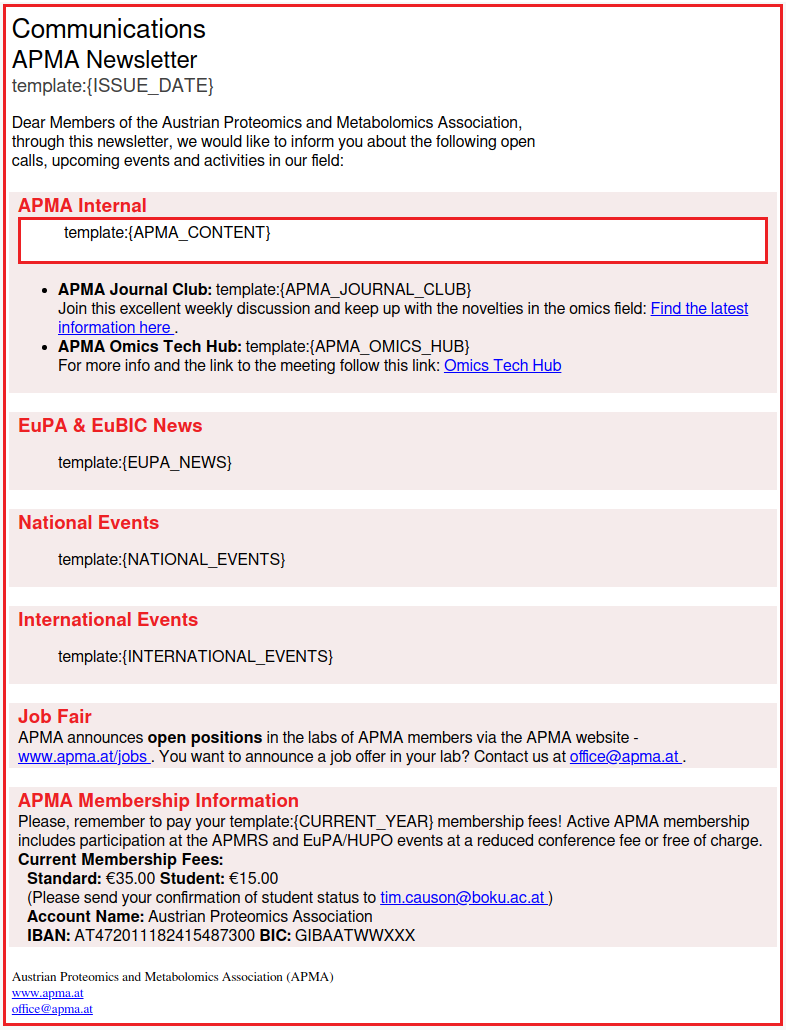 Communications
APMA Newsletter
template:{ISSUE_DATE}
Dear Members of the Austrian Proteomics and Metabolomics Association,
through this newsletter, we would like to inform you about the following open
calls, upcoming events and activities in our field:
APMA Internal
template:{APMA_CONTENT}
• APMA Journal Club: template:{APMA_JOURNAL_CLUB}
Join this excellent weekly discussion and keep up with the novelties in the omics field: Find the latest
information here .
• APMA Omics Tech Hub: template:{APMA_OMICS_HUB}
For more info and the link to the meeting follow this link: Omics Tech Hub
EuPA & EuBIC News
template:{EUPA_NEWS}
National Events
template:{NATIONAL_EVENTS}
International Events
template:{INTERNATIONAL_EVENTS}
Job Fair
APMA announces open positions in the labs of APMA members via the APMA website -
www.apma.at/jobs . You want to announce a job offer in your lab? Contact us at office@apma.at .
APMA Membership Information
Please, remember to pay your template:{CURRENT_YEAR} membership fees! Active APMA membership
includes participation at the APMRS and EuPA/HUPO events at a reduced conference fee or free of charge.
Current Membership Fees:
Standard: €35.00 Student: €15.00
(Please send your confirmation of student status to tim.causon@boku.ac.at )
Account Name: Austrian Proteomics Association
IBAN: AT472011182415487300 BIC: GIBAATWWXXX
Austrian Proteomics and Metabolomics Association (APMA)
www.apma.at
office@apma.at